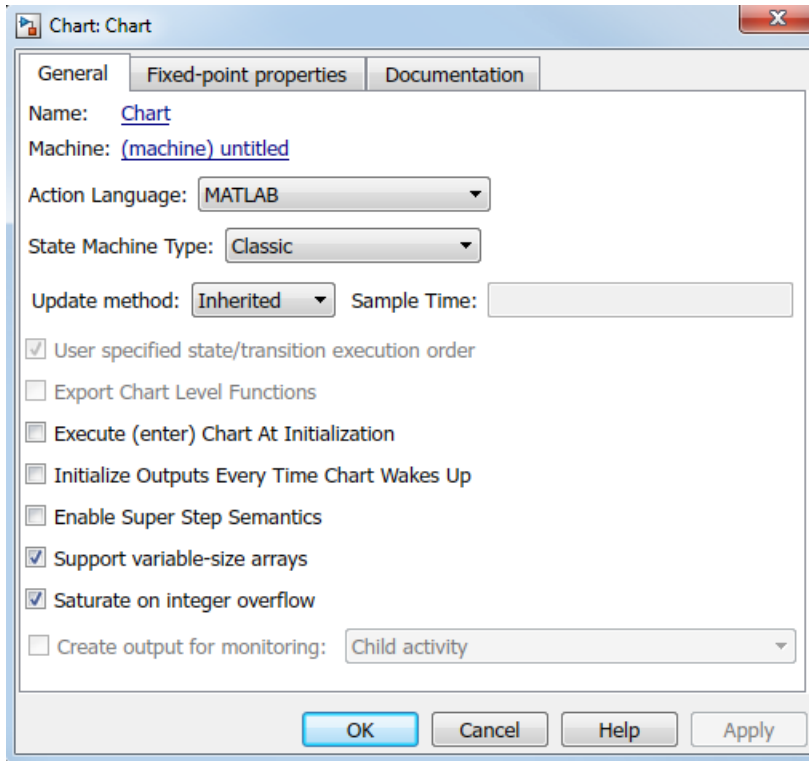 Chart: Chart
General Fixed-point properties Documentation
Name: Chart
Machine: (machine) untitled
Action Language: MATLAB
State Machine Type: Classic
Update method: Inherited Sample Time:
User specified state/transition execution order
Export Chart Level Functions
Execute (enter) Chart At Initialization
Initialize Outputs Every Time Chart Wakes Up
Enable Super Step Semantics
Support variable-size arrays
Saturate on integer overflow
Create output for monitoring: Child activity
OK Cancel Help Apply